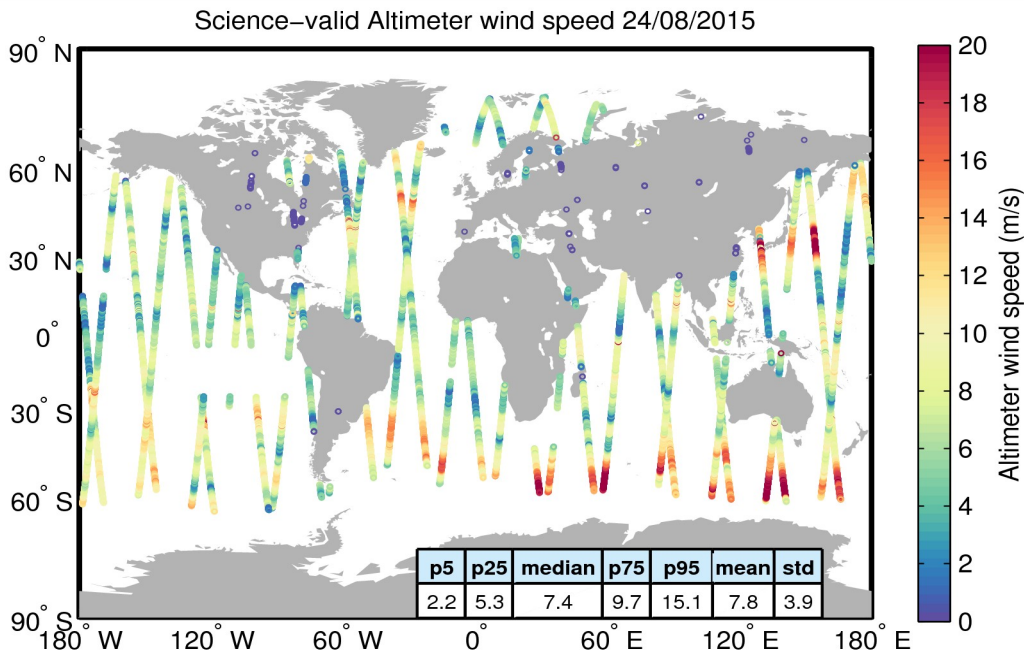 Science−valid Altimeter wind speed 24/08/2015
90° N
60° N
30° N
0°
30° S
60° S
90° S
180° W
120° W
60° W
0°
60° E
120° E
180° E
p5 p25 median p75 p95 mean std
2.2 5.3 7.4 9.7 15.1 7.8 3.9
20
18
16
14
12
10
8
6
4
2
0
Altimeter wind speed (m/s)